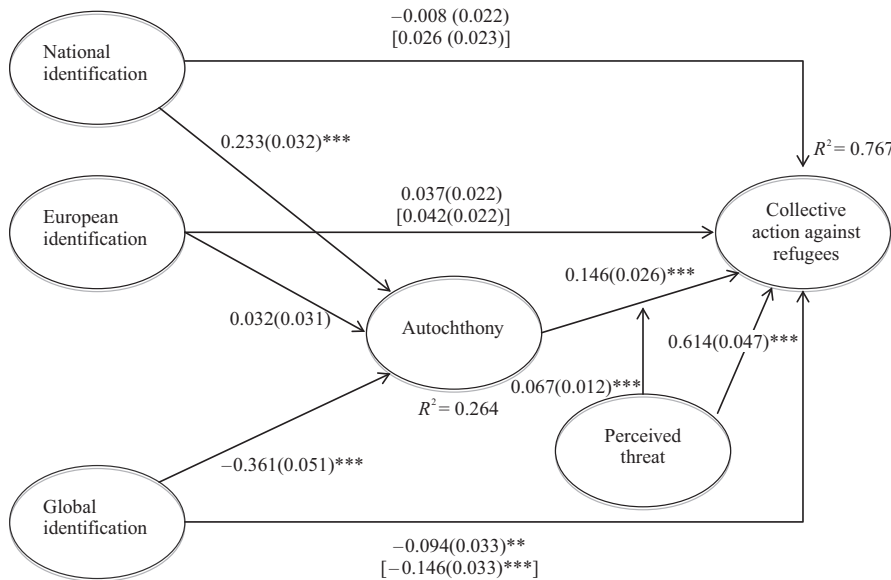 −0.008 (0.022)
[0.026 (0.023)]
National
identification
0.233(0.032)***
R² = 0.767
European
identification
0.037(0.022)
[0.042(0.022)]
Collective
action against
refugees
0.146(0.026)***
0.032(0.031)
Autochthony
0.614(0.047)***
0.067(0.012)***
R² = 0.264
Perceived
threat
−0.361(0.051)***
Global
identification
−0.094(0.033)**
[−0.146(0.033)***]